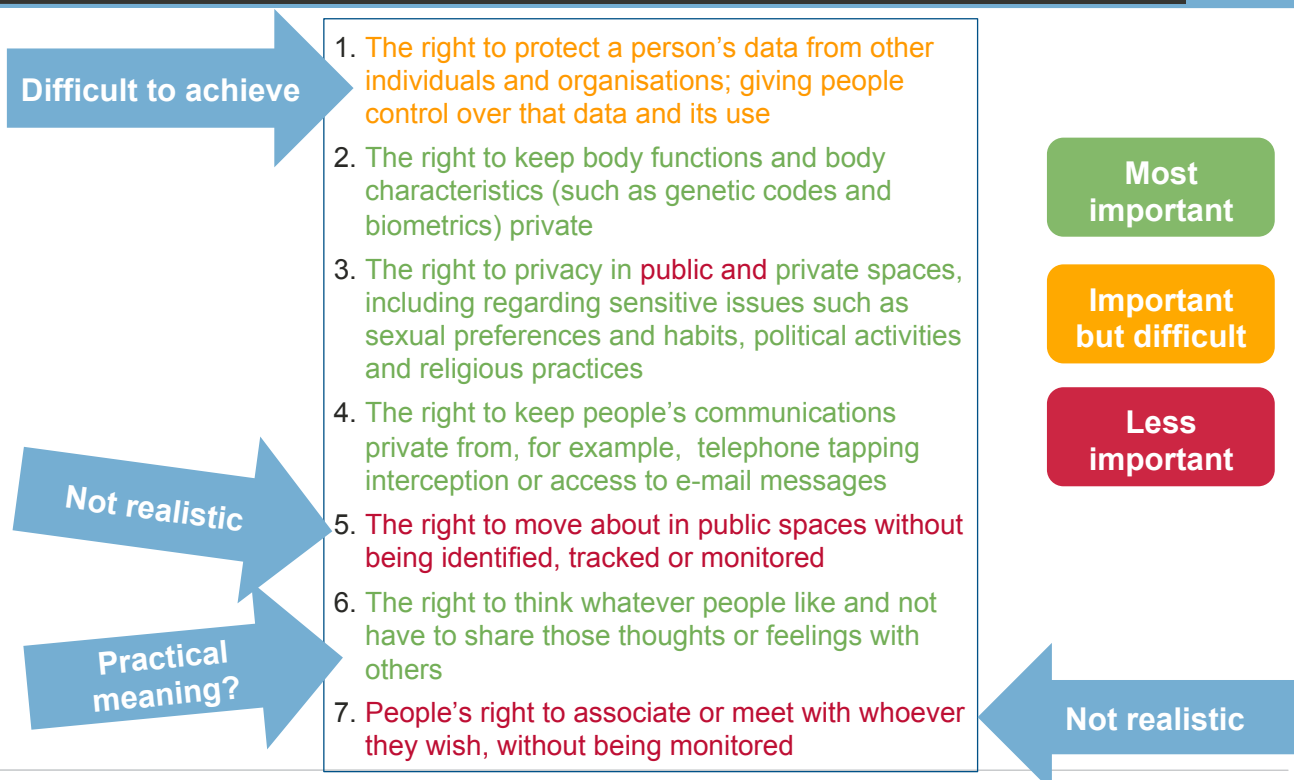 Difficult to achieve
1. The right to protect a person’s data from other
individuals and organisations; giving people
control over that data and its use
2. The right to keep body functions and body
characteristics (such as genetic codes and
biometrics) private
3. The right to privacy in public and private spaces,
including regarding sensitive issues such as
sexual preferences and habits, political activities
and religious practices
4. The right to keep people’s communications
private from, for example, telephone tapping
interception or access to e-mail messages
Not realistic
5. The right to move about in public spaces without
being identified, tracked or monitored
Practical
meaning?
6. The right to think whatever people like and not
have to share those thoughts or feelings with
others
7. People’s right to associate or meet with whoever
they wish, without being monitored
Not realistic
Most
important
Important
but difficult
Less
important